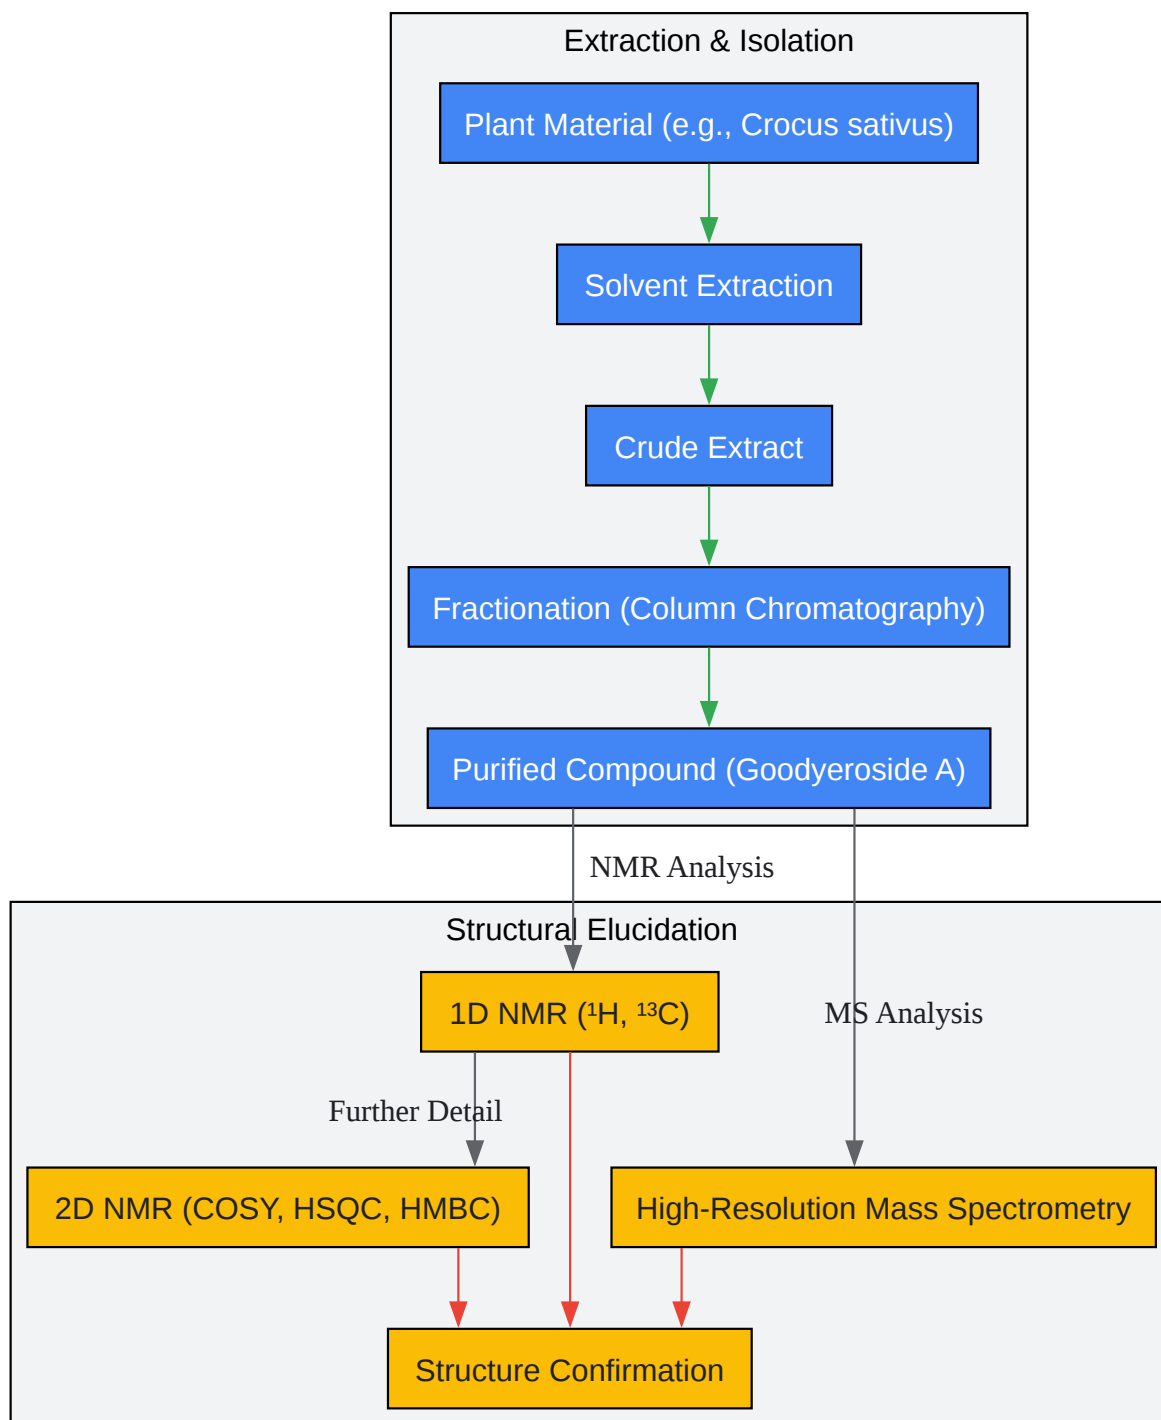 Extraction & Isolation
Plant Material (e.g., Crocus sativus)
Solvent Extraction
Crude Extract
Fractionation (Column Chromatography)
Purified Compound (Goodyeroside A)
NMR Analysis
Structural Elucidation
1D NMR (¹H, ¹³C)
MS Analysis
Further Detail
2D NMR (COSY, HSQC, HMBC)
High-Resolution Mass Spectrometry
Structure Confirmation